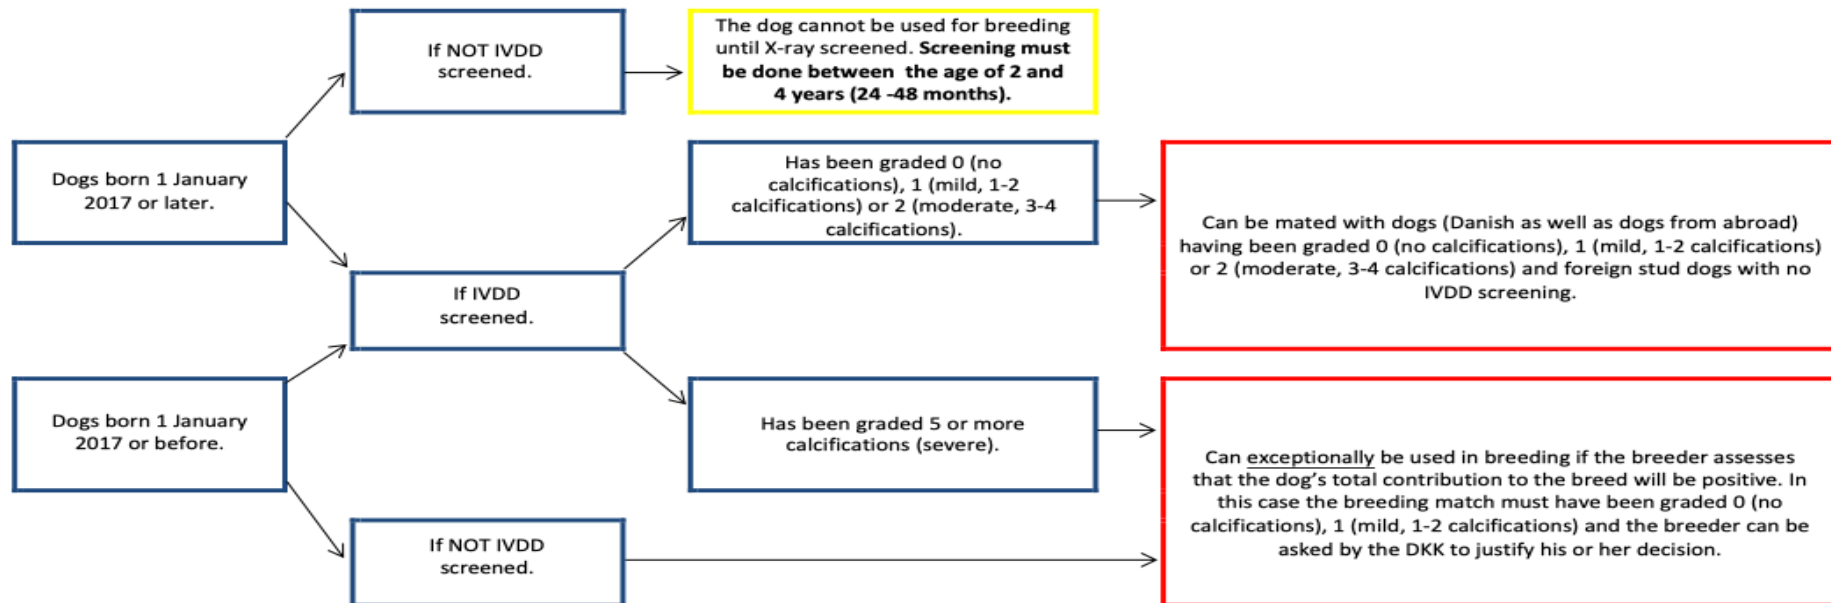 If NOT IVDD
screened.
The dog cannot be used for breeding
until X-ray screened. Screening must
be done between  the age of 2 and
4 years (24 -48 months).
Dogs born 1 January
2017 or later.
Has been graded 0 (no
calcifications), 1 (mild, 1-2
calcifications) or 2 (moderate, 3-4
calcifications).
Can be mated with dogs (Danish as well as dogs from abroad)
having been graded 0 (no calcifications), 1 (mild, 1-2 calcifications)
or 2 (moderate, 3-4 calcifications) and foreign stud dogs with no
IVDD screening.
If IVDD
screened.
Dogs born 1 January
2017 or before.
Has been graded 5 or more
calcifications (severe).
Can exceptionally be used in breeding if the breeder assesses
that the dog’s total contribution to the breed will be positive. In
this case the breeding match must have been graded 0 (no
calcifications), 1 (mild, 1-2 calcifications) and the breeder can be
asked by the DKK to justify his or her decision.
If NOT IVDD
screened.